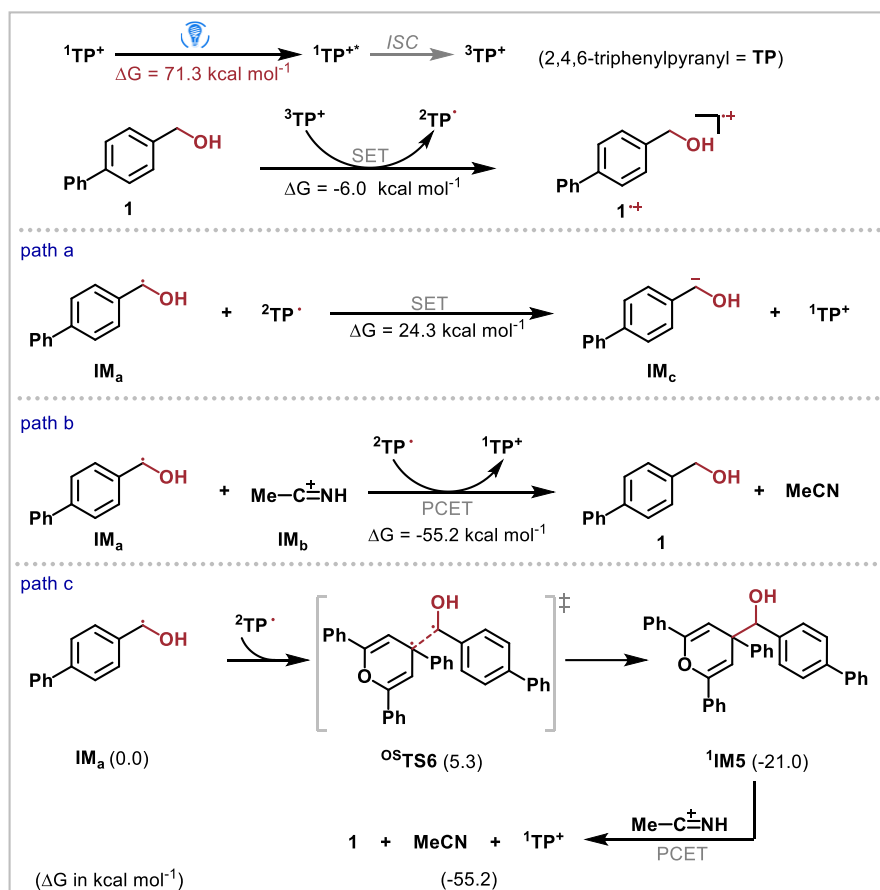 ¹TP⁺ ¹TP⁺* ISC ³TP⁺ (2,4,6-triphenylpyranyl = TP)
ΔG = 71.3 kcal mol⁻¹
³TP⁺ ²TP·
OH SET OH ·+
Ph ΔG = -6.0 kcal mol⁻¹ Ph
1 1·+
path a
· OH + ²TP· SET − OH + ¹TP⁺
Ph ΔG = 24.3 kcal mol⁻¹ Ph
IMₐ IM_c
path b
²TP· ¹TP⁺
· OH + Me C=NH + OH + MeCN
PCET
Ph IM_b ΔG = -55.2 kcal mol⁻¹ Ph
IMₐ 1
path c
OH ‡ OH
· OH ²TP· Ph · · Ph
Ph O Ph Ph O Ph Ph
Ph Ph
IMₐ (0.0) ᴼˢTS6 (5.3) ¹IM5 (-21.0)
Me C=NH +
1 + MeCN + ¹TP⁺ PCET
(ΔG in kcal mol⁻¹) (-55.2)